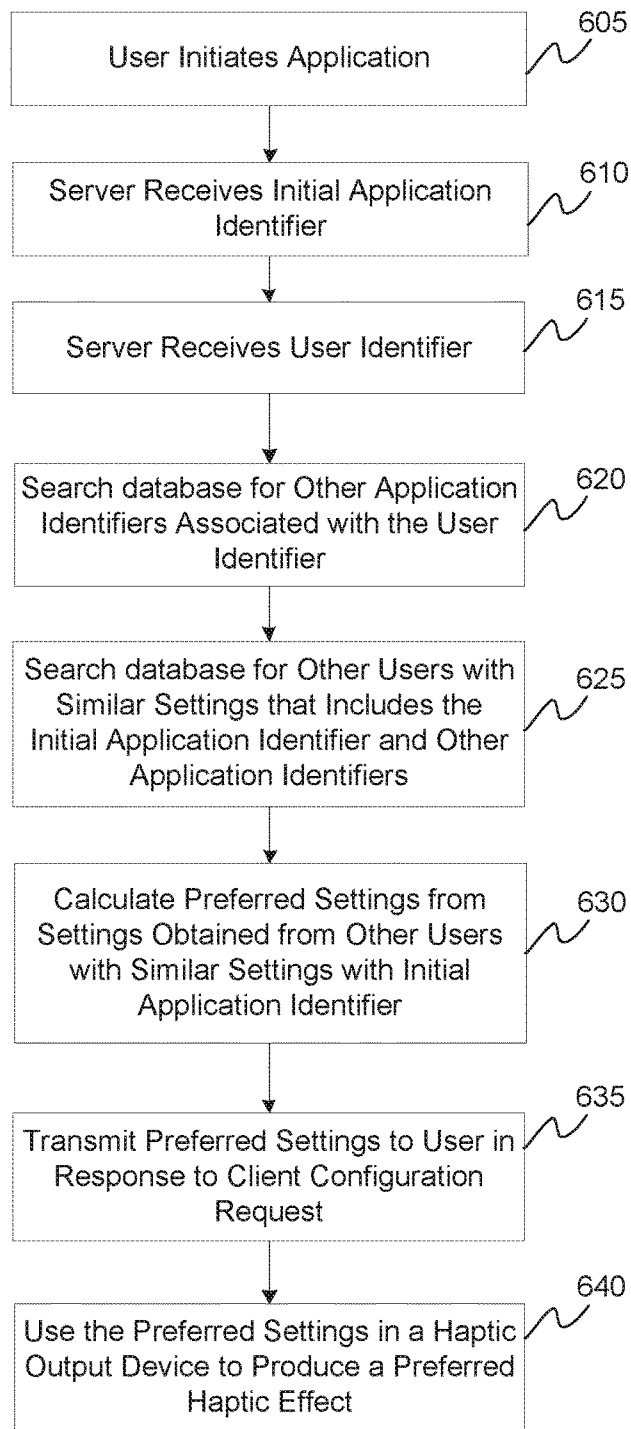 605
User Initiates Application
610
Server Receives Initial Application
Identifier
615
Server Receives User Identifier
620
Search database for Other Application
Identifiers Associated with the User
Identifier
625
Search database for Other Users with
Similar Settings that Includes the
Initial Application Identifier and Other
Application Identifiers
630
Calculate Preferred Settings from
Settings Obtained from Other Users
with Similar Settings with Initial
Application Identifier
635
Transmit Preferred Settings to User in
Response to Client Configuration
Request
640
Use the Preferred Settings in a Haptic
Output Device to Produce a Preferred
Haptic Effect